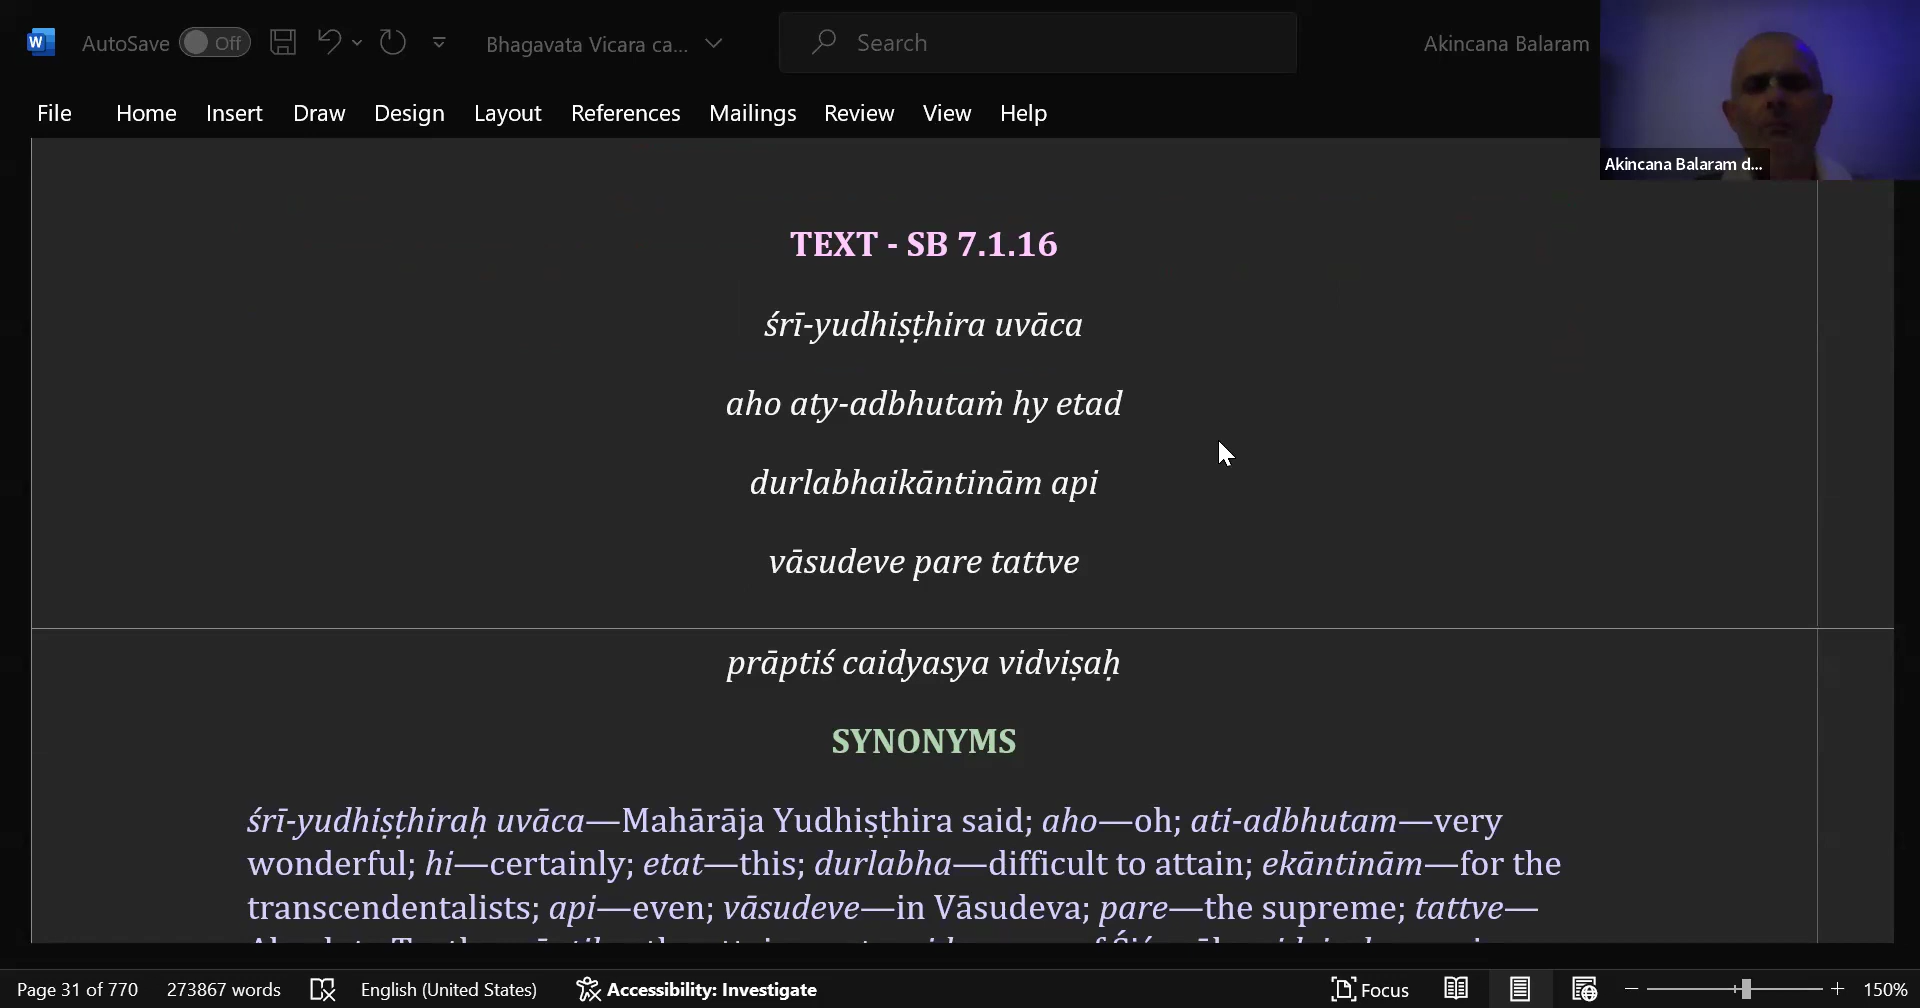 W AutoSave Off Bhagavata Vicara ca... Search Akincana Balaram
File Home Insert Draw Design Layout References Mailings Review View Help
Akincana Balaram d...
TEXT - SB 7.1.16
śrī-yudhiṣṭhira uvāca
aho aty-adbhutaṁ hy etad
durlabhaikāntinām api
vāsudeve pare tattve
prāptiś caidyasya vidviṣaḥ
SYNONYMS
śrī-yudhiṣṭhiraḥ uvāca—Mahārāja Yudhiṣṭhira said; aho—oh; ati-adbhutam—very
wonderful; hi—certainly; etat—this; durlabha—difficult to attain; ekāntinām—for the
transcendentalists; api—even; vāsudeve—in Vāsudeva; pare—the supreme; tattve—
Page 31 of 770 273867 words English (United States) Accessibility: Investigate Focus 150%